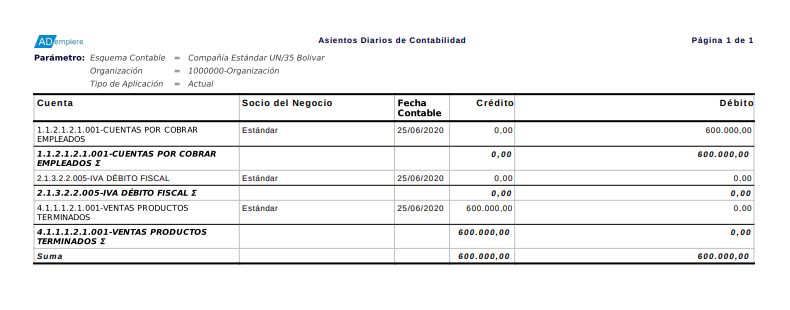 ADempiere Asientos Diarios de Contabilidad Página 1 de 1
Parámetro: Esquema Contable = Compañía Estándar UN/35 Bolivar
Organización = 1000000-Organización
Tipo de Aplicación = Actual
Cuenta Socio del Negocio Fecha Contable Crédito Débito
1.1.2.1.2.1.001-CUENTAS POR COBRAR EMPLEADOS Estándar 25/06/2020 0,00 600.000,00
1.1.2.1.2.1.001-CUENTAS POR COBRAR EMPLEADOS Σ 0,00 600.000,00
2.1.3.2.2.005-IVA DÉBITO FISCAL Estándar 25/06/2020 0,00 0,00
2.1.3.2.2.005-IVA DÉBITO FISCAL Σ 0,00 0,00
4.1.1.1.2.1.001-VENTAS PRODUCTOS TERMINADOS Estándar 25/06/2020 600.000,00 0,00
4.1.1.1.2.1.001-VENTAS PRODUCTOS TERMINADOS Σ 600.000,00 0,00
Suma 600.000,00 600.000,00